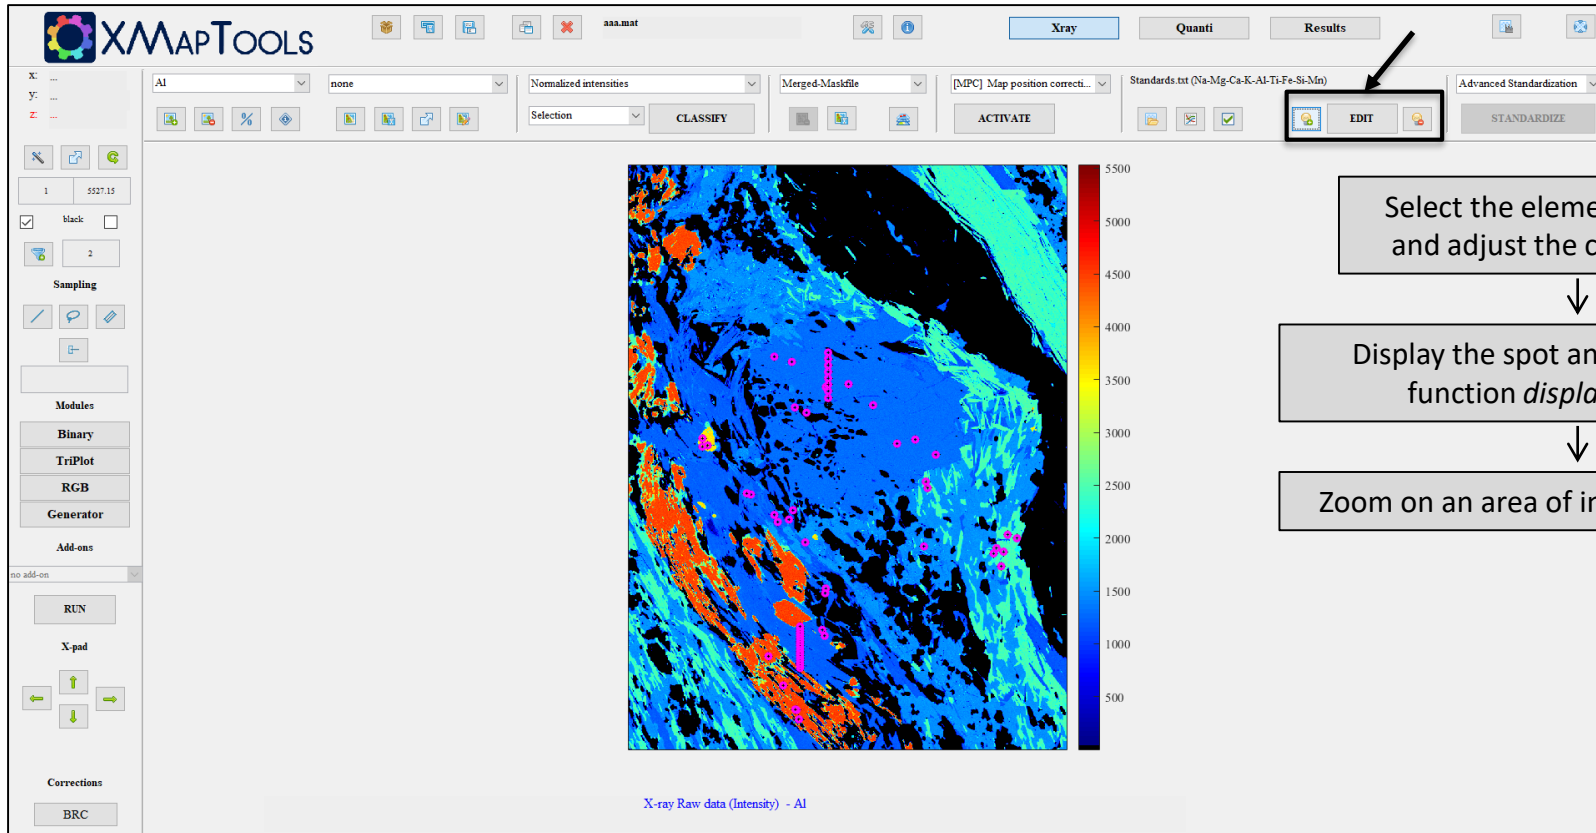 XMAPTOOLS
aaa.mat
Xray
Quanti
Results
x: ...
y: ...
z: ...
Al
none
Normalized intensities
Merged-Maskfile
[MPC] Map position correcti...
Standards.txt (Na-Mg-Ca-K-Al-Ti-Fe-Si-Mn)
Advanced Standardization
Selection
CLASSIFY
ACTIVATE
EDIT
STANDARDIZE
1
5527.15
black
2
Sampling
Modules
Binary
TriPlot
RGB
Generator
Add-ons
no add-on
RUN
X-pad
Corrections
BRC
5500
5000
4500
4000
3500
3000
2500
2000
1500
1000
500
X-ray Raw data (Intensity) - Al
Select the eleme
and adjust the c
Display the spot an
function displa
Zoom on an area of in